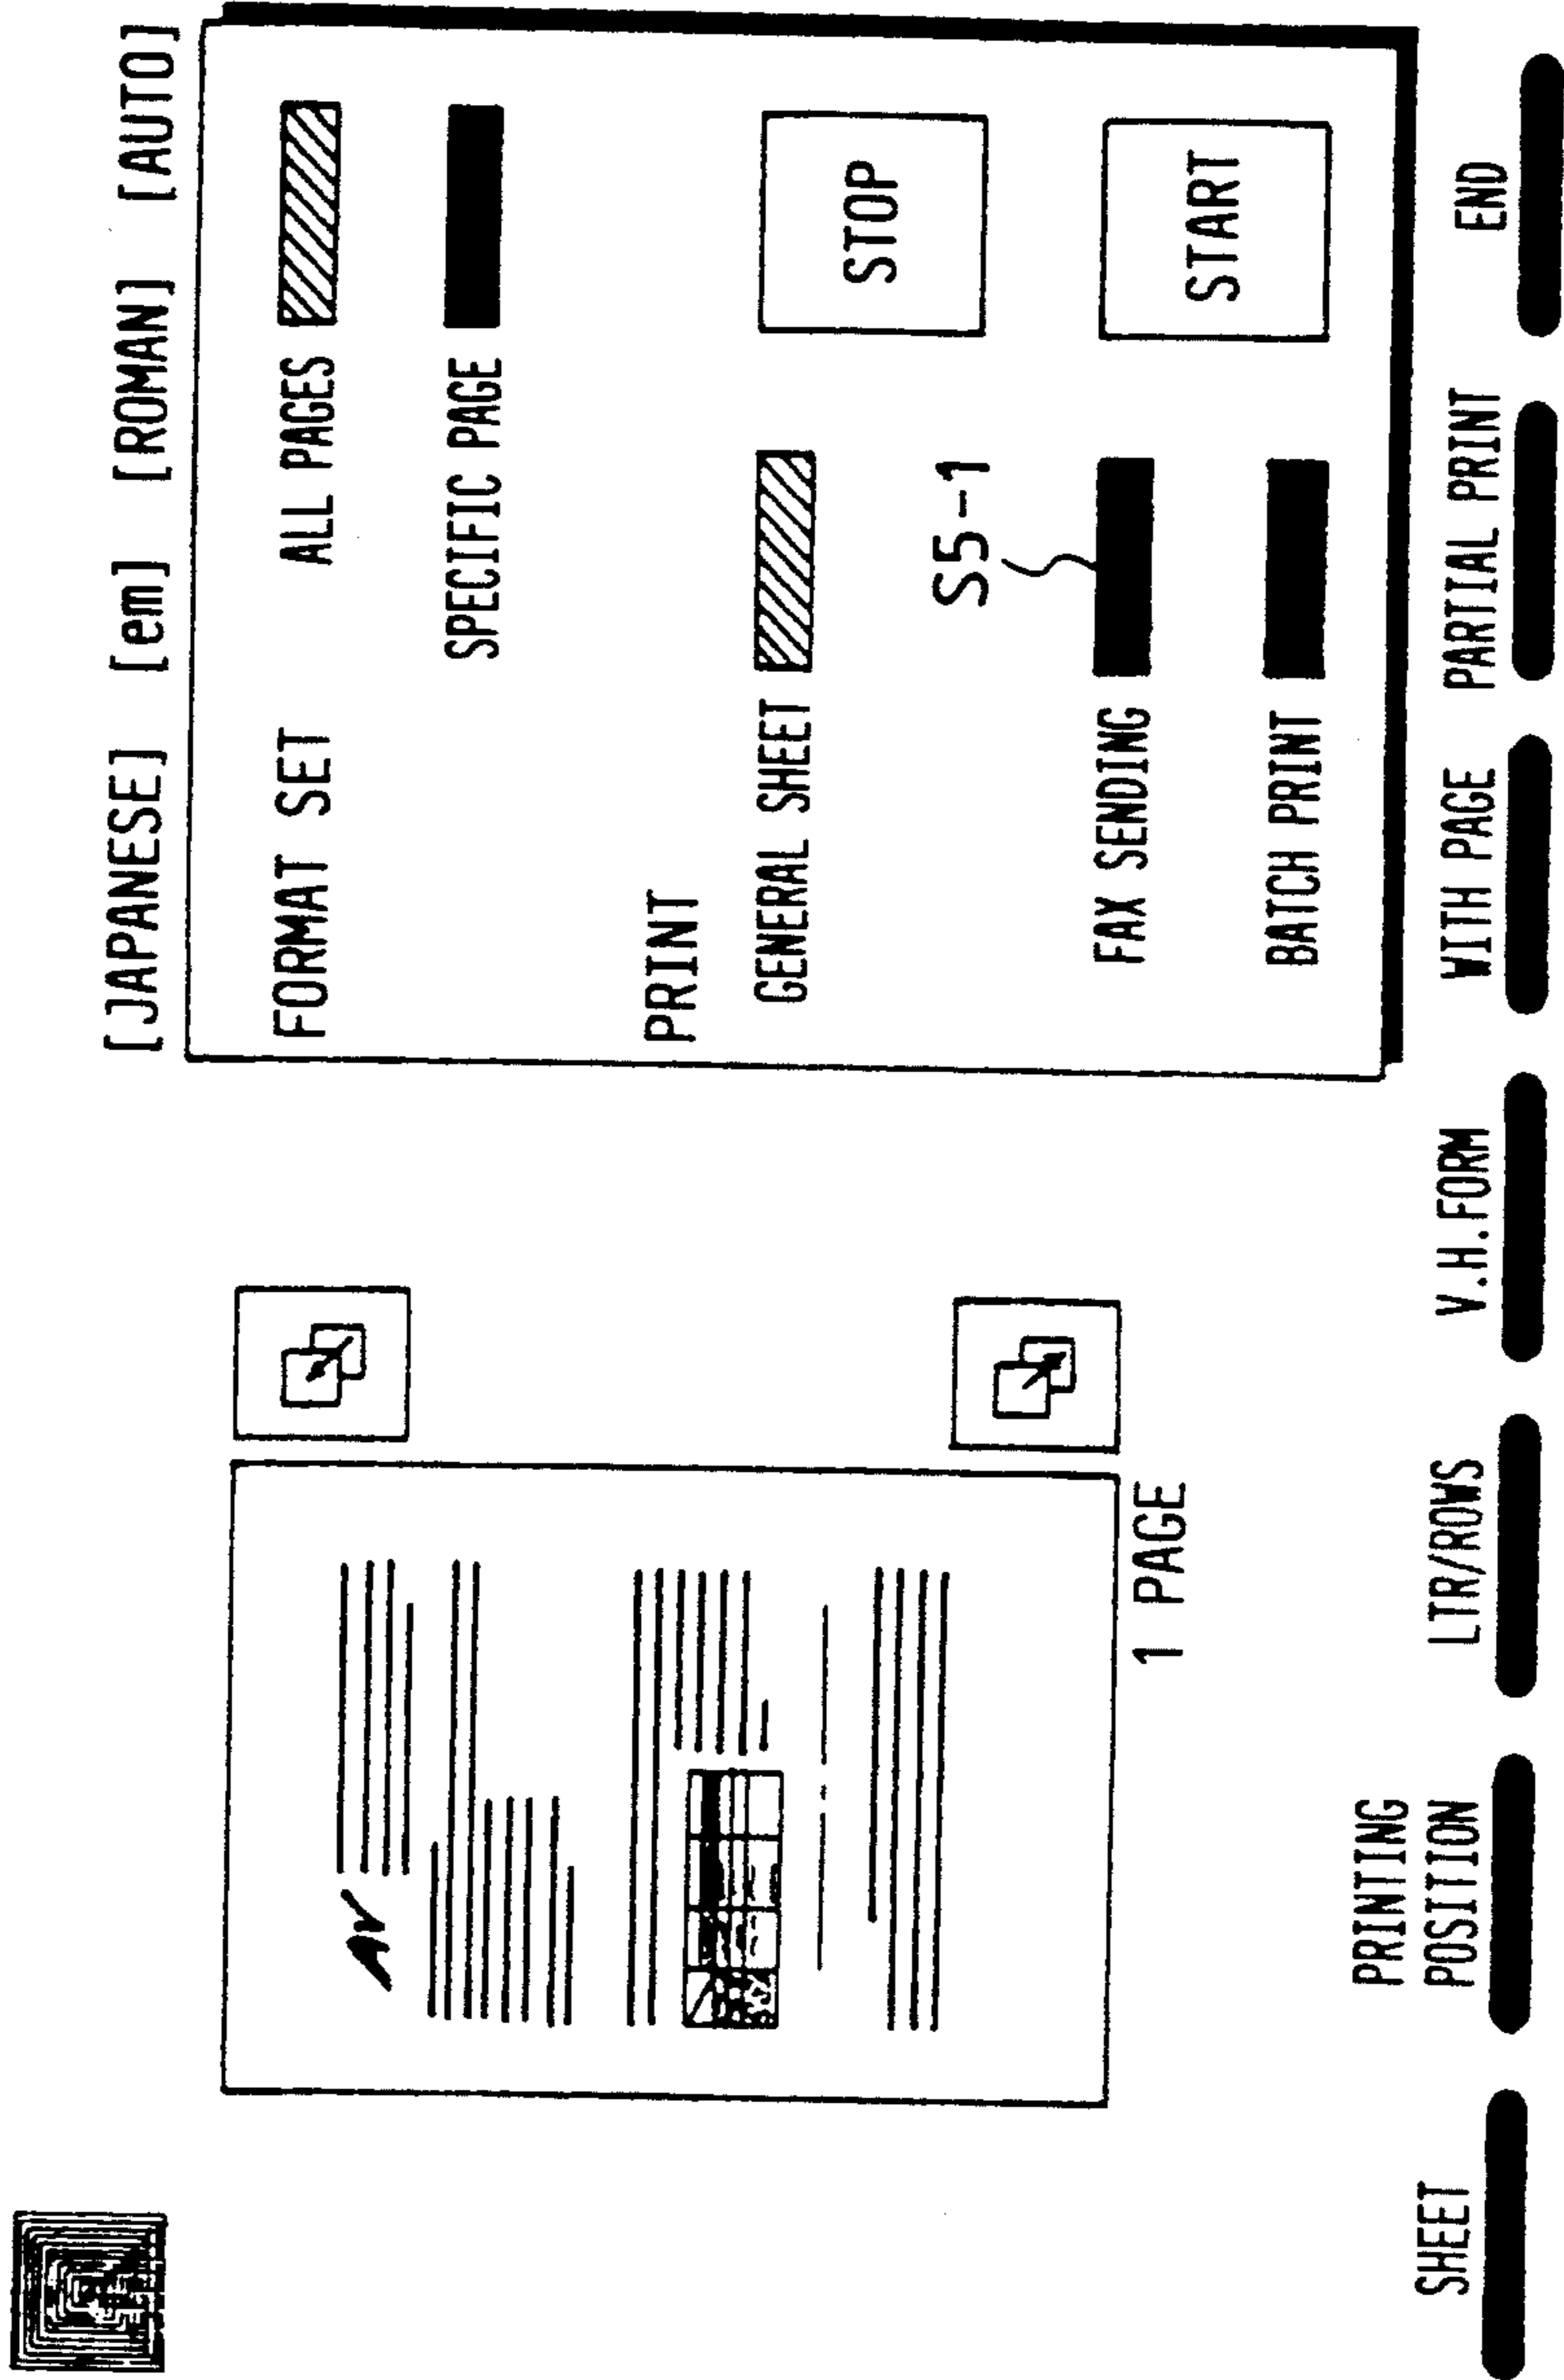 [JAPANESE] [em] [ROMAN] [AUTO]
FORMAT SET ALL PAGES
SPECIFIC PAGE
PRINT
GENERAL SHEET
STOP
S5-1
FAX SENDING
START
BATCH PRINT
1 PAGE
SHEET
PRINTING
POSITION
LTR/ROWS
V.H.FORM
WITH PAGE
PARTIAL PRINT
END